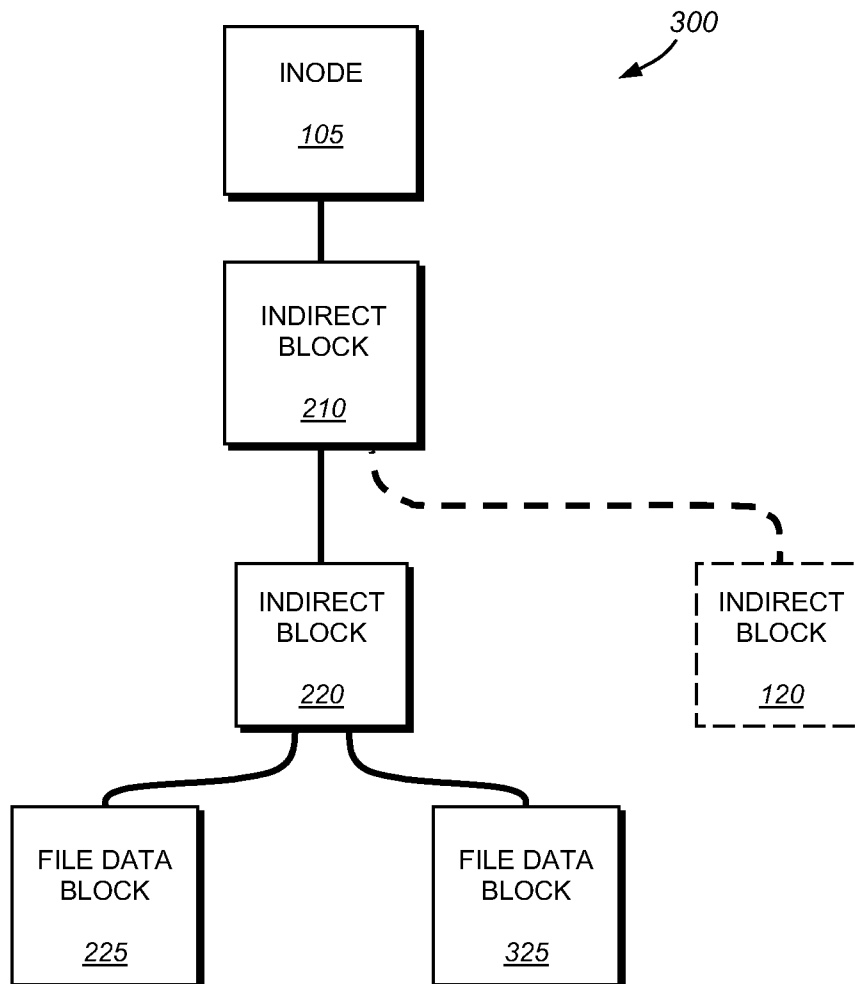 300
INODE
105
INDIRECT
BLOCK
210
INDIRECT
BLOCK
220
INDIRECT
BLOCK
120
FILE DATA
BLOCK
225
FILE DATA
BLOCK
325